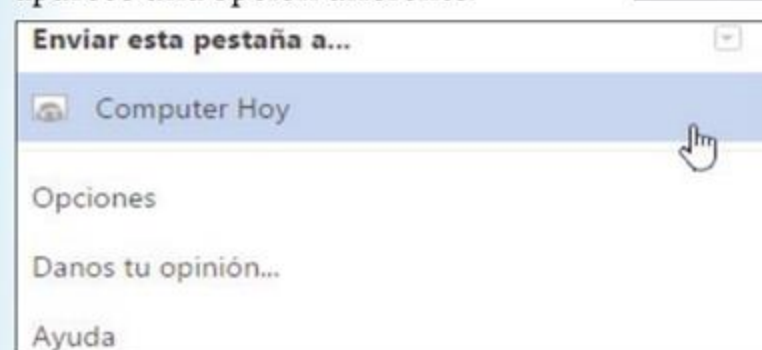 Enviar esta pestaña a...
Computer Hoy
Opciones
Danos tu opinión...
Ayuda